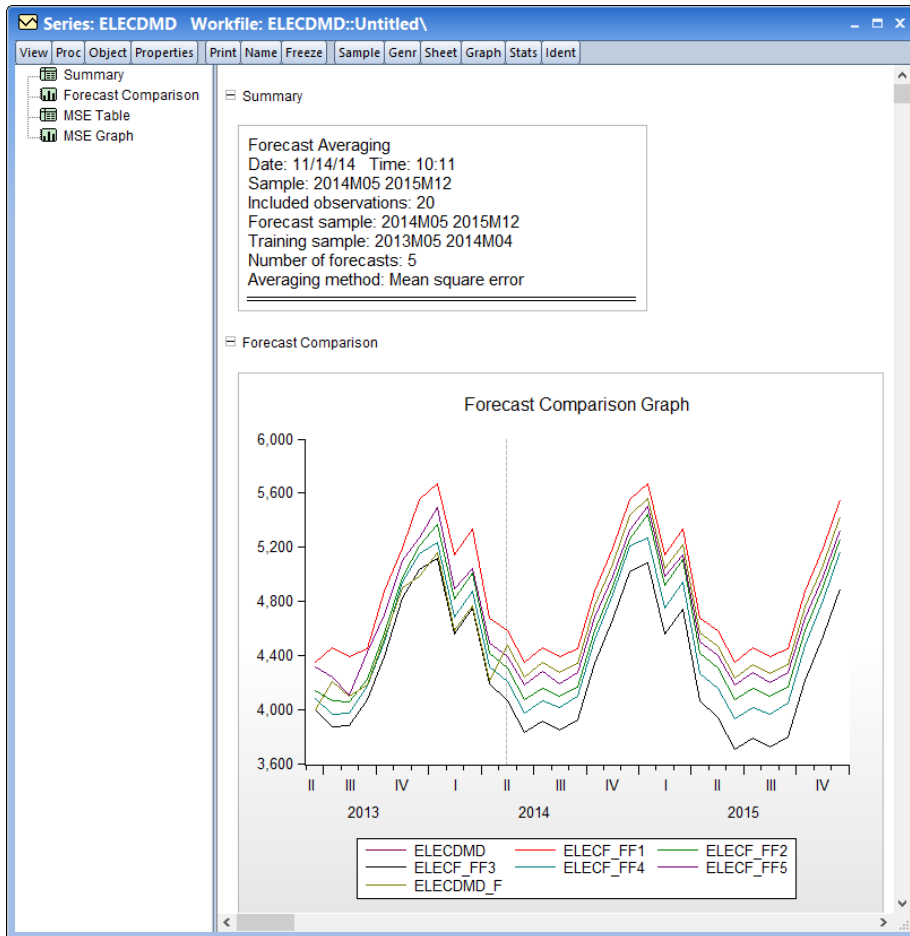 Series: ELECDMD Workfile: ELECDMD::Untitled\
View Proc Object Properties Print Name Freeze Sample Genr Sheet Graph Stats Ident
Summary
Forecast Comparison
MSE Table
MSE Graph
Summary
Forecast Averaging
Date: 11/14/14 Time: 10:11
Sample: 2014M05 2015M12
Included observations: 20
Forecast sample: 2014M05 2015M12
Training sample: 2013M05 2014M04
Number of forecasts: 5
Averaging method: Mean square error
Forecast Comparison
Forecast Comparison Graph
6,000
5,600
5,200
4,800
4,400
4,000
3,600
II III IV I II III IV I II III IV
2013 2014 2015
ELECDMD ELECF_FF1 ELECF_FF2
ELECF_FF3 ELECF_FF4 ELECF_FF5
ELECDMD_F